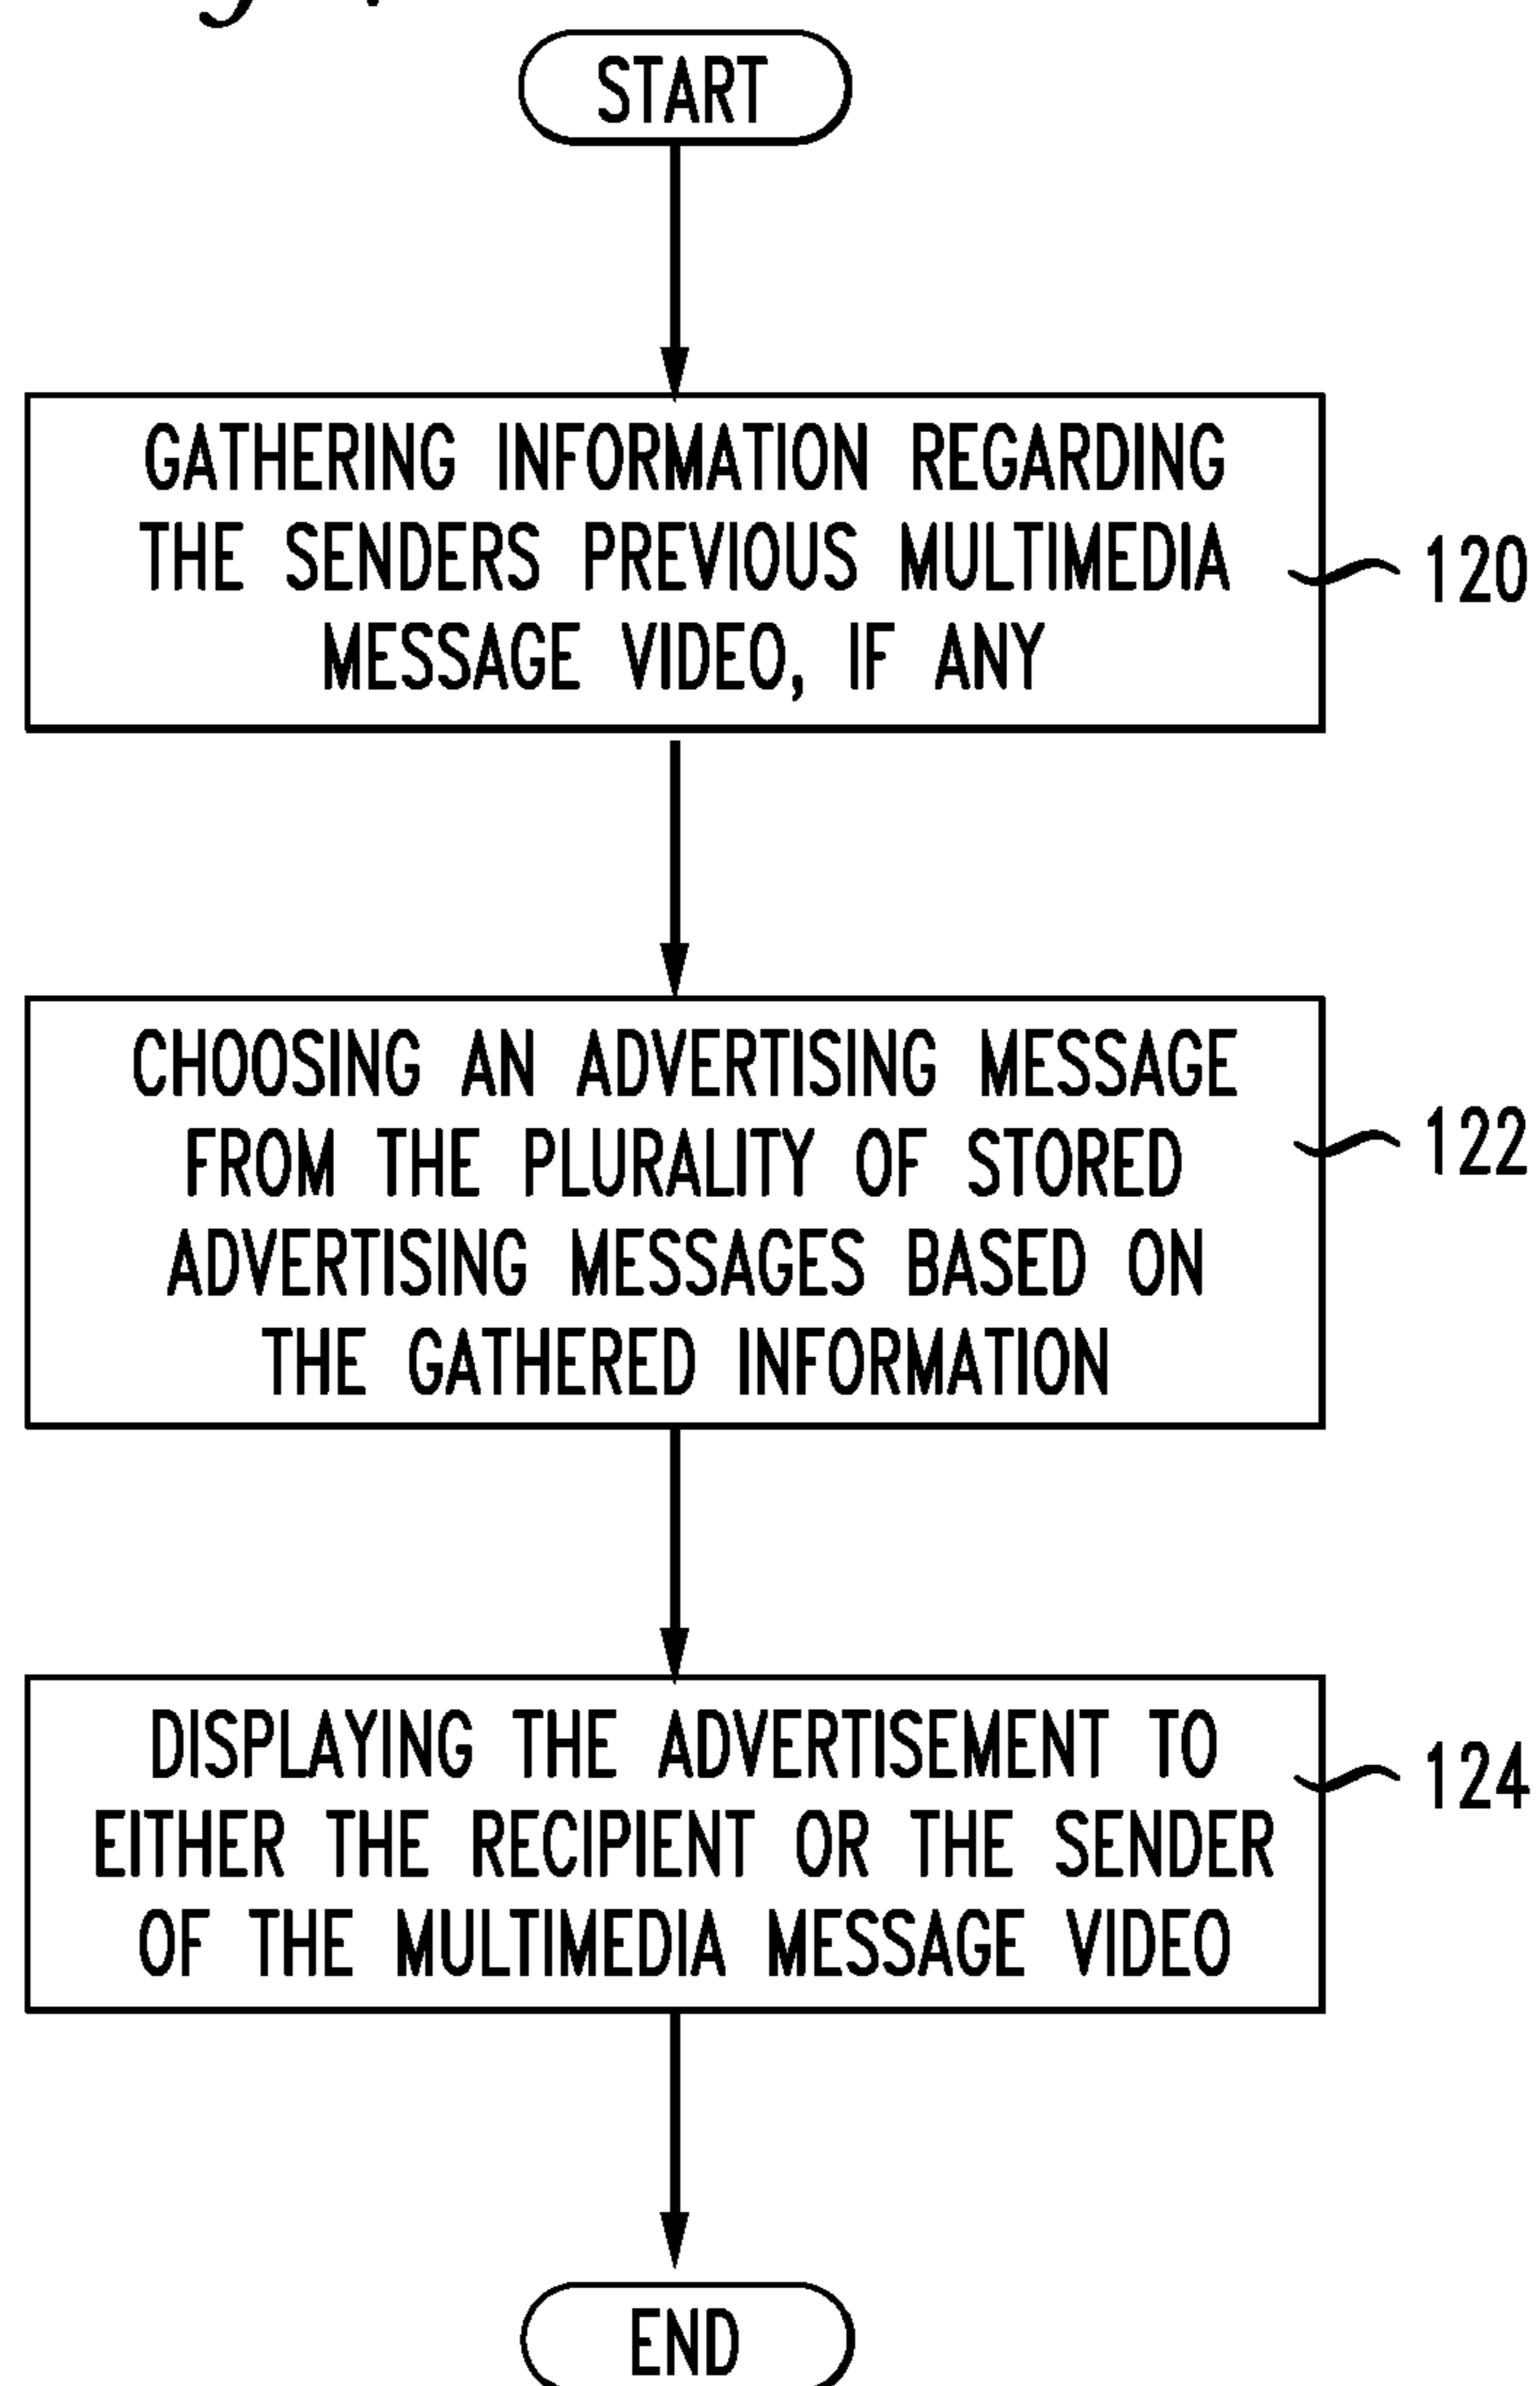 START
GATHERING INFORMATION REGARDING
THE SENDERS PREVIOUS MULTIMEDIA
MESSAGE VIDEO, IF ANY
120
CHOOSING AN ADVERTISING MESSAGE
FROM THE PLURALITY OF STORED
ADVERTISING MESSAGES BASED ON
THE GATHERED INFORMATION
122
DISPLAYING THE ADVERTISEMENT TO
EITHER THE RECIPIENT OR THE SENDER
OF THE MULTIMEDIA MESSAGE VIDEO
124
END